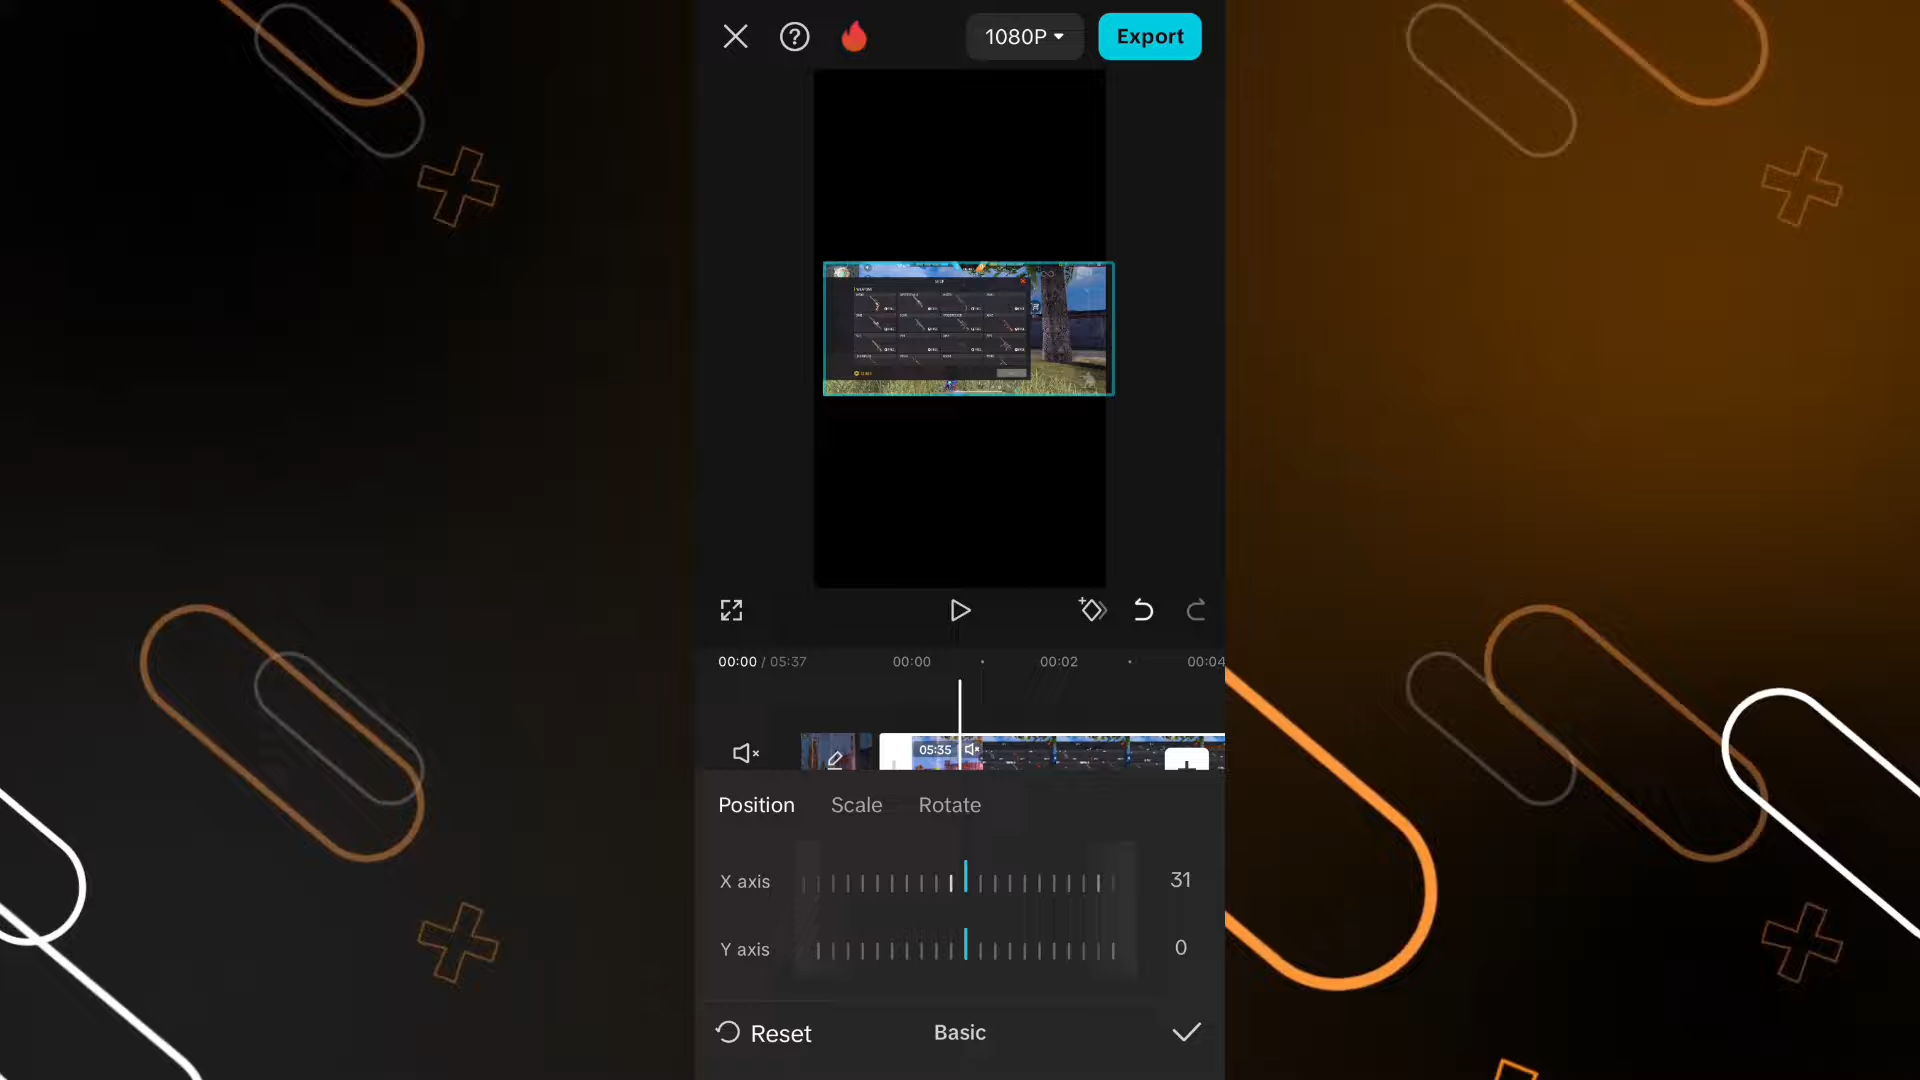 1080P
Export
00:00 / 05:37
00:00
00:02
00:04
05:35
Position
Scale
Rotate
X axis
31
Y axis
0
Reset
Basic